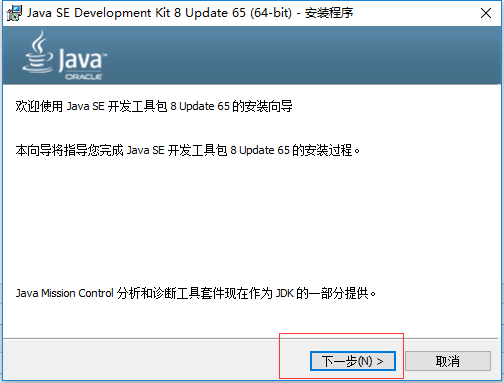 Java SE Development Kit 8 Update 65 (64-bit) - 安装程序
Java
ORACLE
欢迎使用 Java SE 开发工具包 8 Update 65 的安装向导
本向导将指导您完成 Java SE 开发工具包 8 Update 65 的安装过程。
Java Mission Control 分析和诊断工具套件现在作为 JDK 的一部分提供。
下一步(N) > 取消